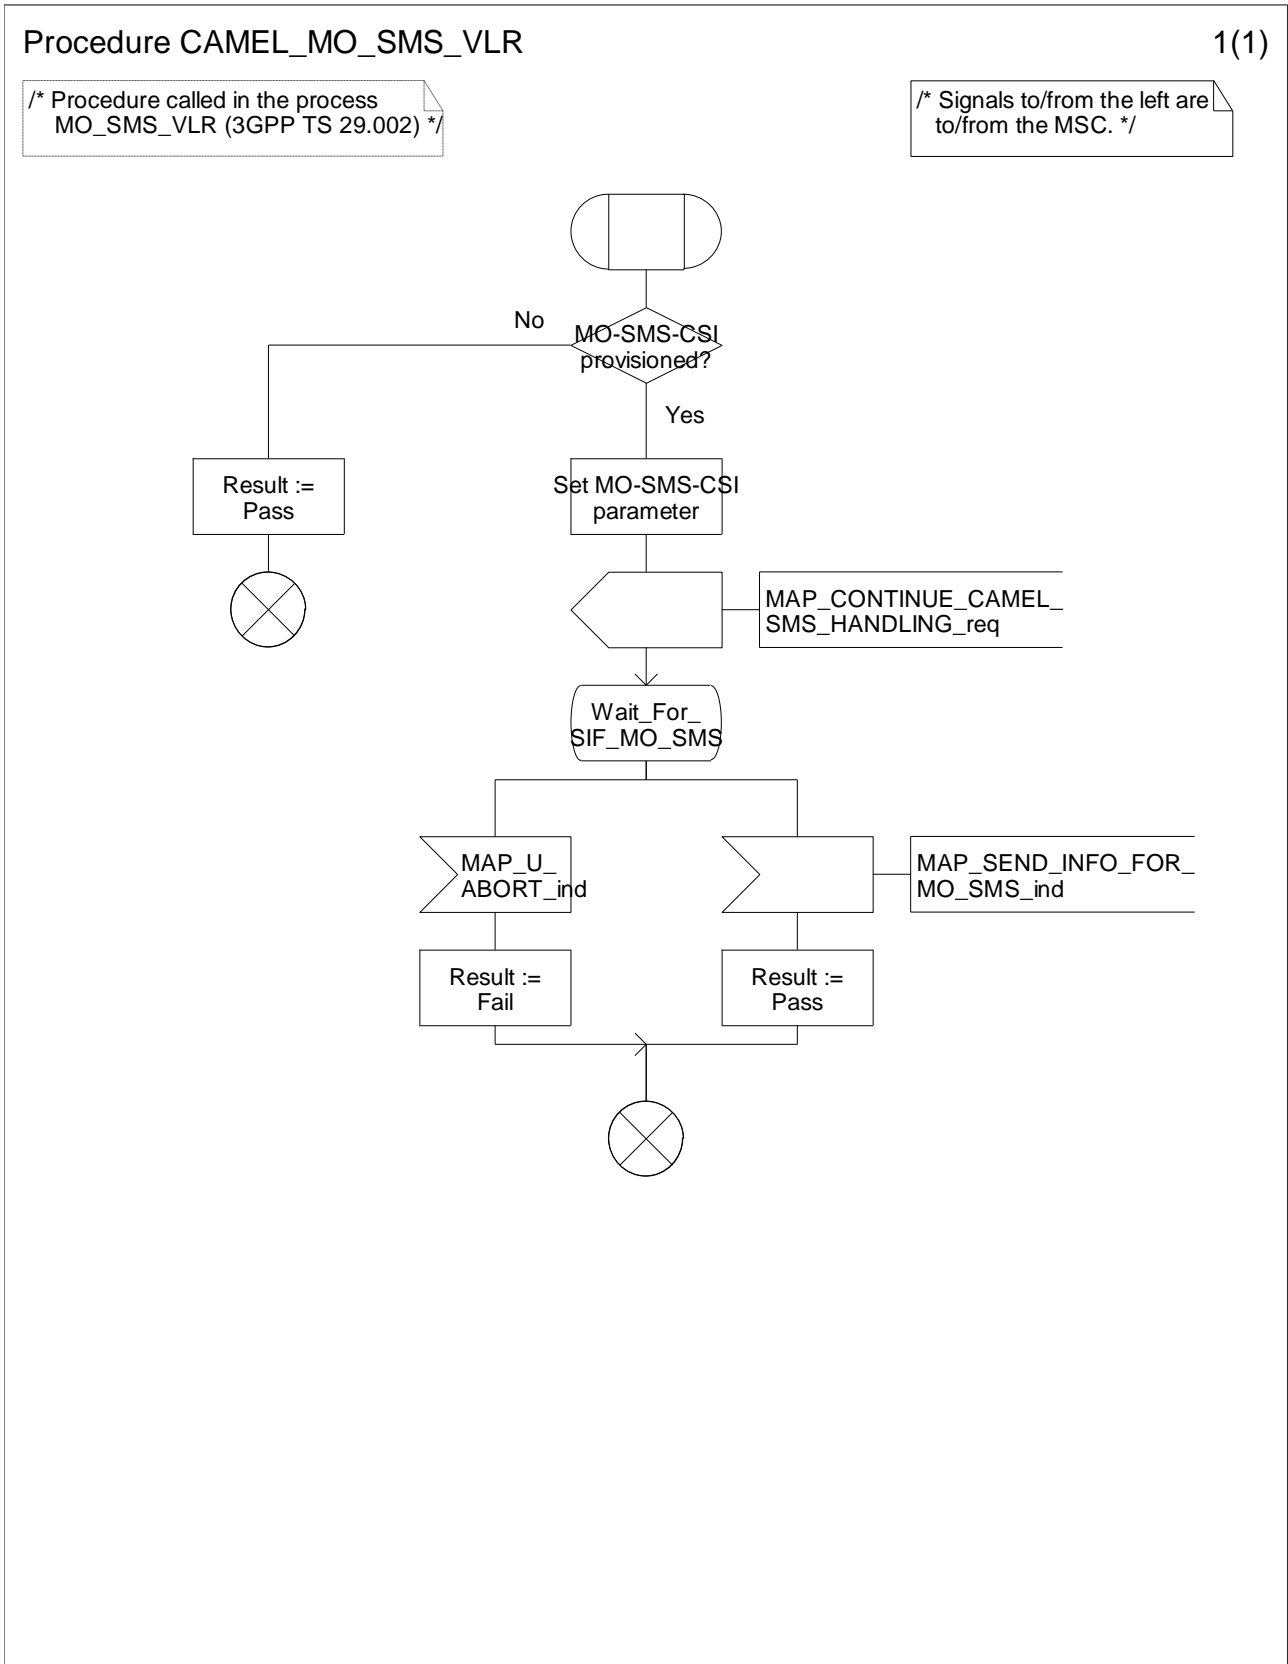 Procedure CAMEL_MO_SMS_VLR
1(1)
/* Procedure called in the process
MO_SMS_VLR (3GPP TS 29.002) */
/* Signals to/from the left are
to/from the MSC. */
No
MO-SMS-CSI
provisioned?
Yes
Result :=
Pass
Set MO-SMS-CSI
parameter
MAP_CONTINUE_CAMEL_
SMS_HANDLING_req
Wait_For_
SIF_MO_SMS
MAP_U_
ABORT_ind
MAP_SEND_INFO_FOR_
MO_SMS_ind
Result :=
Fail
Result :=
Pass